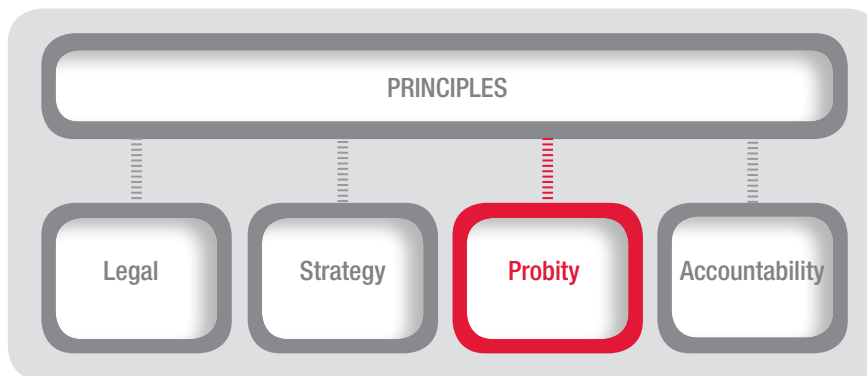 PRINCIPLES
Legal
Strategy
Probity
Accountability